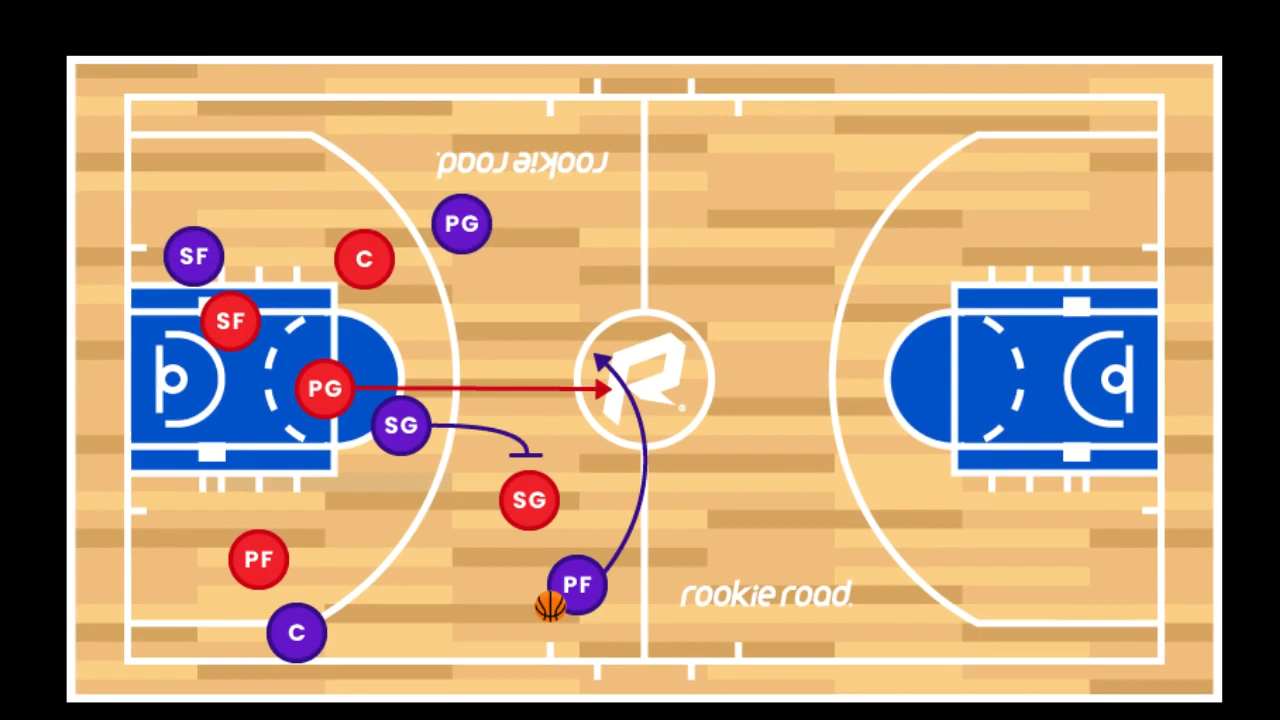 rookie road.
PG
SF
C
SF
PG
SG
SG
PF
PF
rookie road.
C